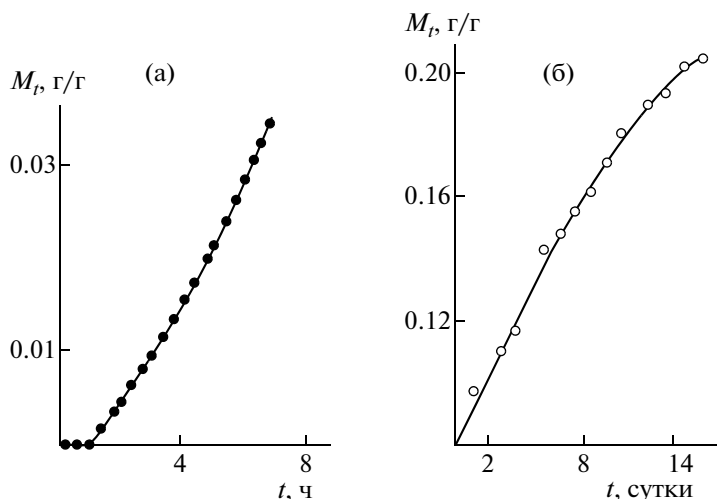 M_t, г/г
(а)
0.03
0.01
4
8
t, ч
M_t, г/г
(б)
0.20
0.16
0.12
2
8
14
t, сутки